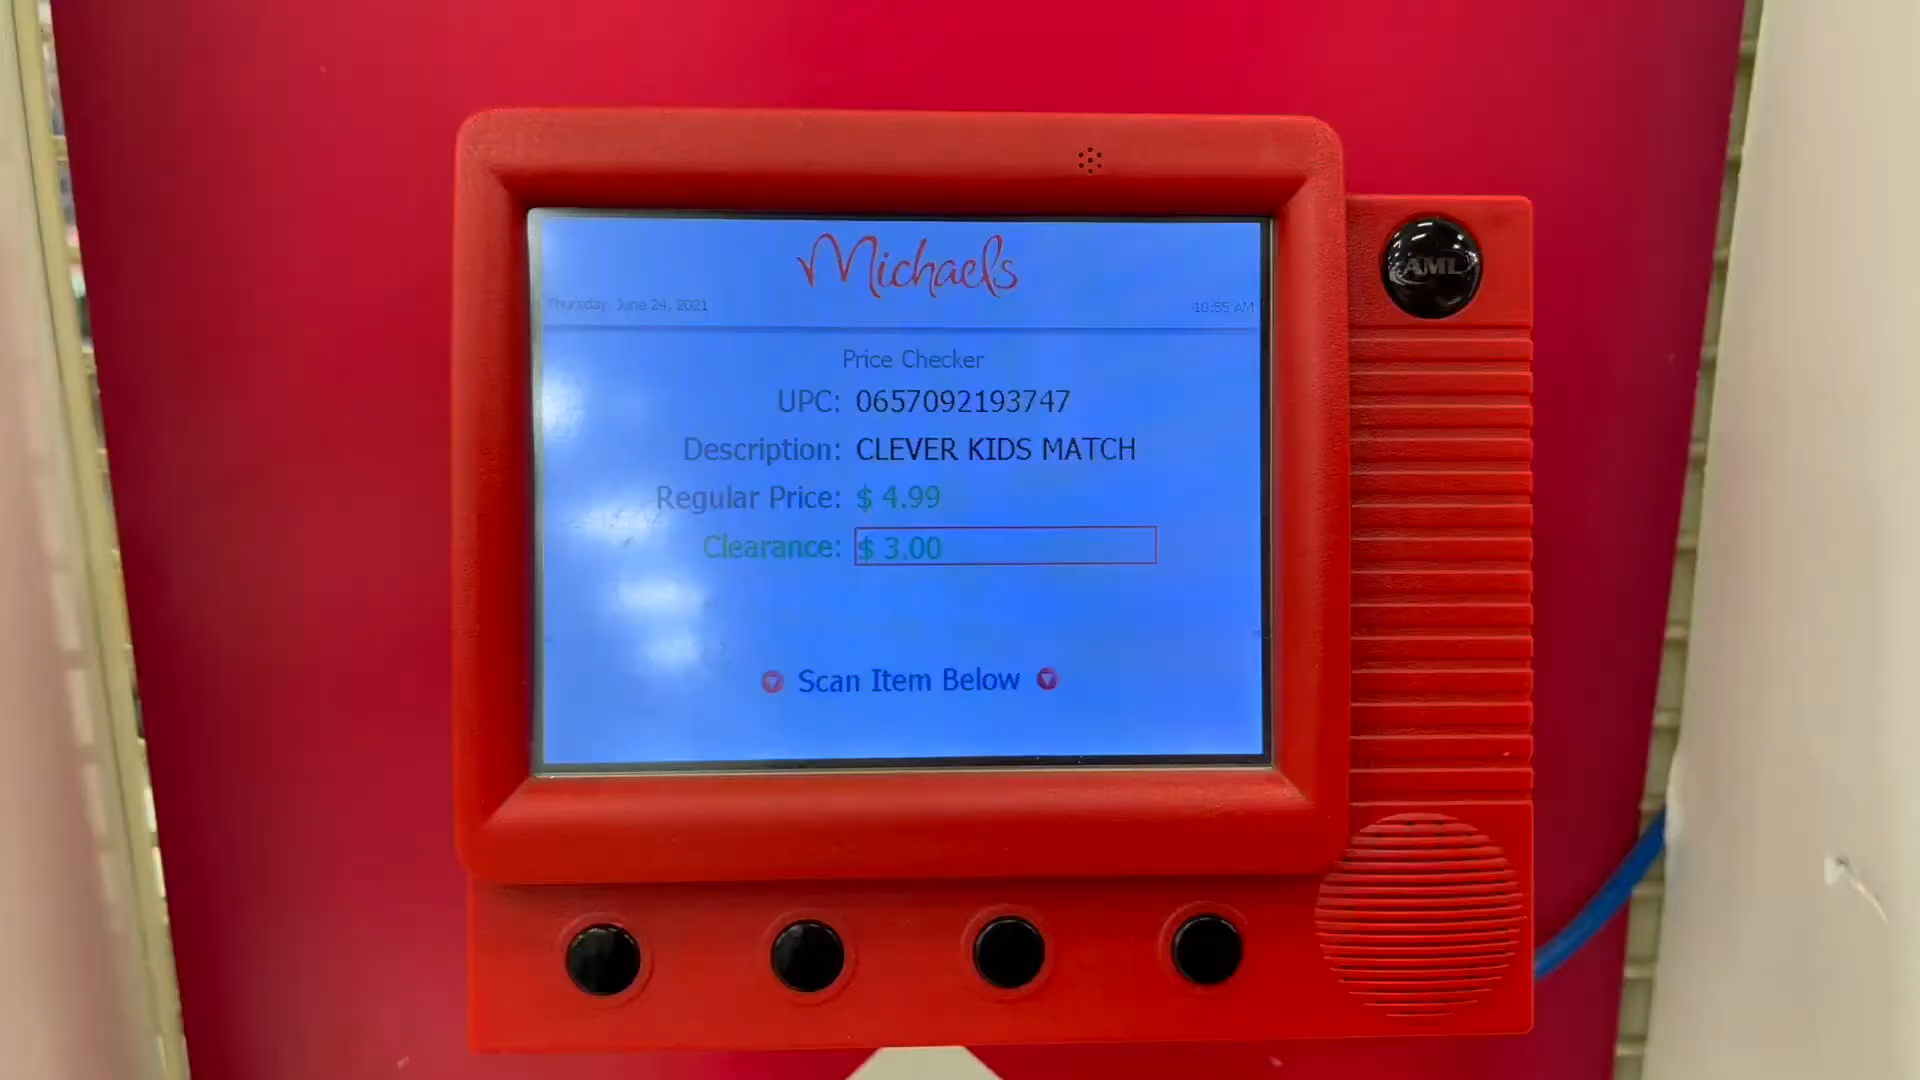 Michaels
Thursday, June 24, 2021
10:55 AM
Price Checker
UPC: 0657092193747
Description: CLEVER KIDS MATCH
Regular Price: $ 4.99
Clearance: $ 3.00
Scan Item Below
AML